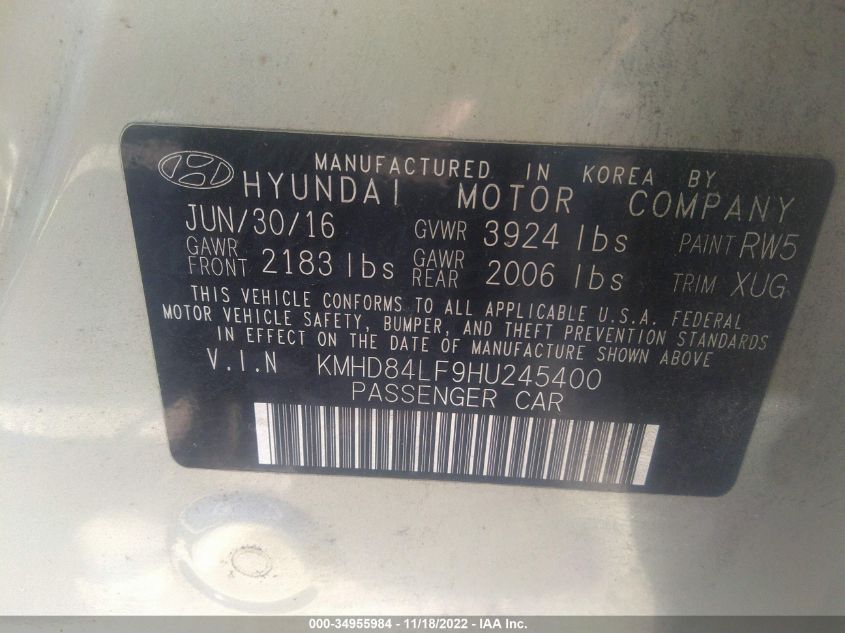 MANUFACTURED IN KOREA BY
HYUNDAI MOTOR COMPANY
JUN/30/16 GVWR 3924 lbs PAINT RW5
GAWR FRONT 2183 lbs GAWR REAR 2006 lbs TRIM XUG
THIS VEHICLE CONFORMS TO ALL APPLICABLE U.S.A. FEDERAL
MOTOR VEHICLE SAFETY, BUMPER, AND THEFT PREVENTION STANDARDS
IN EFFECT ON THE DATE OF MANUFACTURE SHOWN ABOVE
V.I.N KMHD84LF9HU245400
PASSENGER CAR
000-34955984 - 11/18/2022 - IAA Inc.